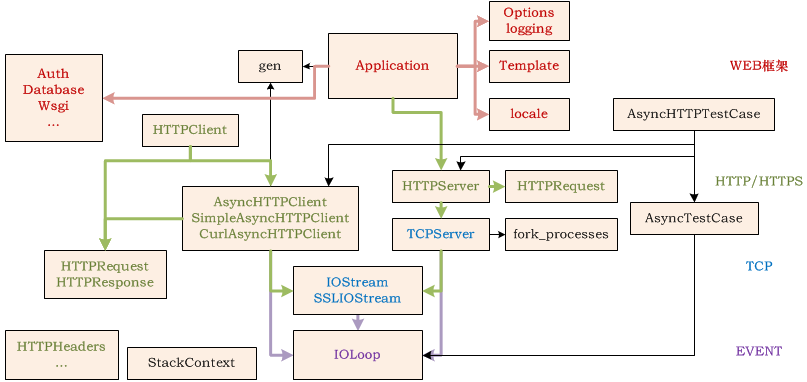 Options
logging
gen
Application
Template
WEB框架
Auth
Database
Wsgi
...
locale
AsyncHTTPTestCase
HTTPClient
HTTPServer
HTTPRequest
HTTP/HTTPS
AsyncHTTPClient
SimpleAsyncHTTPClient
CurlAsyncHTTPClient
TCPServer
fork_processes
AsyncTestCase
HTTPRequest
HTTPResponse
IOStream
SSLIOStream
TCP
HTTPHeaders
...
StackContext
IOLoop
EVENT